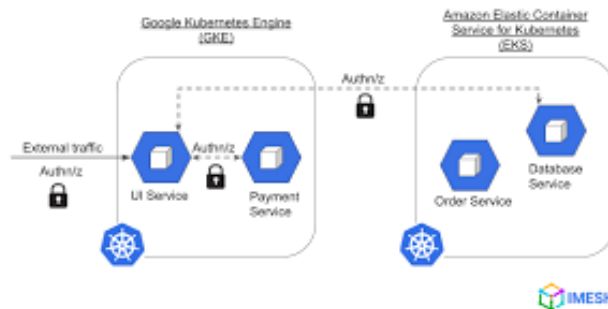 Google Kubernetes Engine
(GKE)
Amazon Elastic Container
Service for Kubernetes
(EKS)
Authn/z
External traffic
Authn/z
Authn/z
UI Service
Payment
Service
Order Service
Database
Service
IMESH